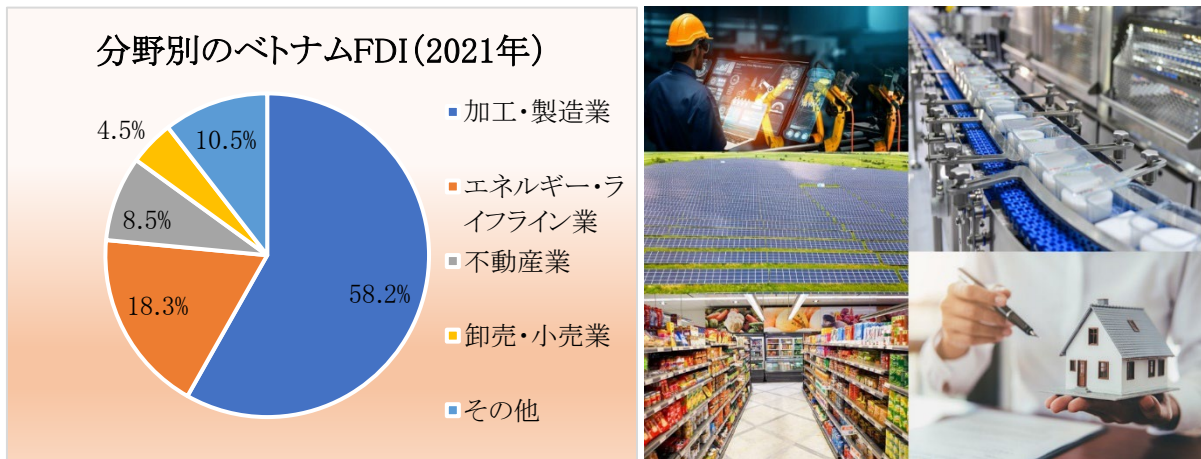 分野別のベトナムFDI(2021年)
4.5%
10.5%
8.5%
18.3%
58.2%
加工・製造業
エネルギー・ラ
イフライン業
不動産業
卸売・小売業
その他